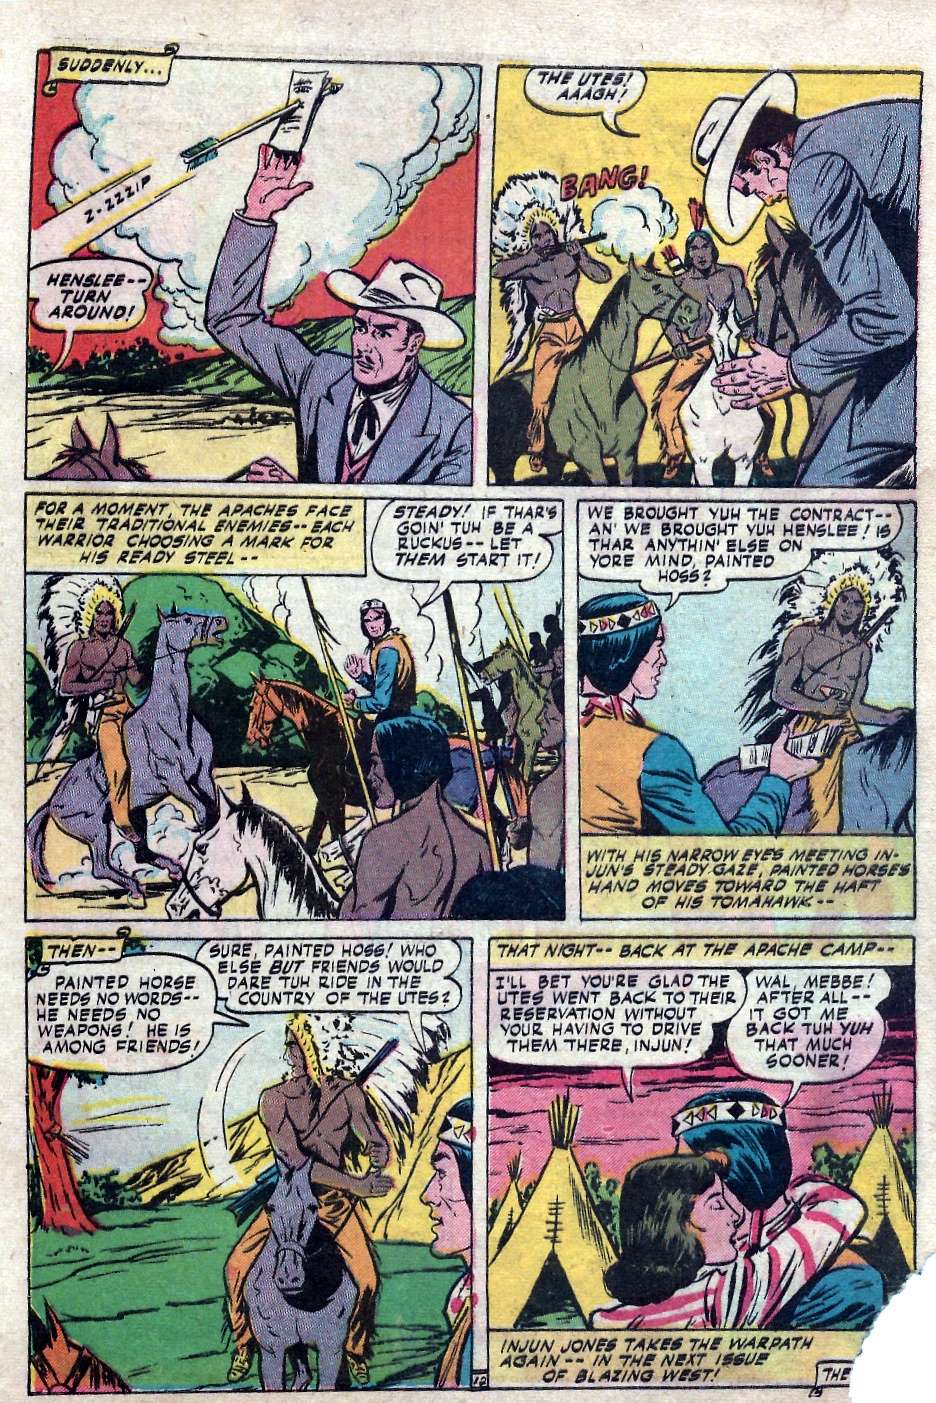 SUDDENLY...
Z-ZZZIP
HENSLEE--
TURN
AROUND!
THE UTES!
AAAGH!
BANG!
FOR A MOMENT, THE APACHES FACE
THEIR TRADITIONAL ENEMIES-- EACH
WARRIOR CHOOSING A MARK FOR
HIS READY STEEL--
STEADY! IF THAR'S
GOIN' TUH BE A
RUCKUS-- LET
THEM START IT!
WE BROUGHT YUH THE CONTRACT--
AN' WE BROUGHT YUH HENSLEE! IS
THAR ANYTHIN' ELSE ON
YORE MIND, PAINTED
HOSS?
WITH HIS NARROW EYES MEETING IN-
JUN'S STEADY GAZE, PAINTED HORSE'S
HAND MOVES TOWARD THE HAFT
OF HIS TOMAHAWK--
THEN--
PAINTED HORSE
NEEDS NO WORDS--
HE NEEDS NO
WEAPONS! HE IS
AMONG FRIENDS!
SURE, PAINTED HOSS! WHO
ELSE BUT FRIENDS WOULD
DARE TUH RIDE IN THE
COUNTRY OF THE UTES?
12
THAT NIGHT-- BACK AT THE APACHE CAMP--
I'LL BET YOU'RE GLAD THE
UTES WENT BACK TO THEIR
RESERVATION WITHOUT
YOUR HAVING TO DRIVE
THEM THERE, INJUN!
WAL, MEBBE!
AFTER ALL--
IT GOT ME
BACK TUH YUH
THAT MUCH
SOONER!
INJUN JONES TAKES THE WARPATH
AGAIN-- IN THE NEXT ISSUE
OF BLAZING WEST!
THE